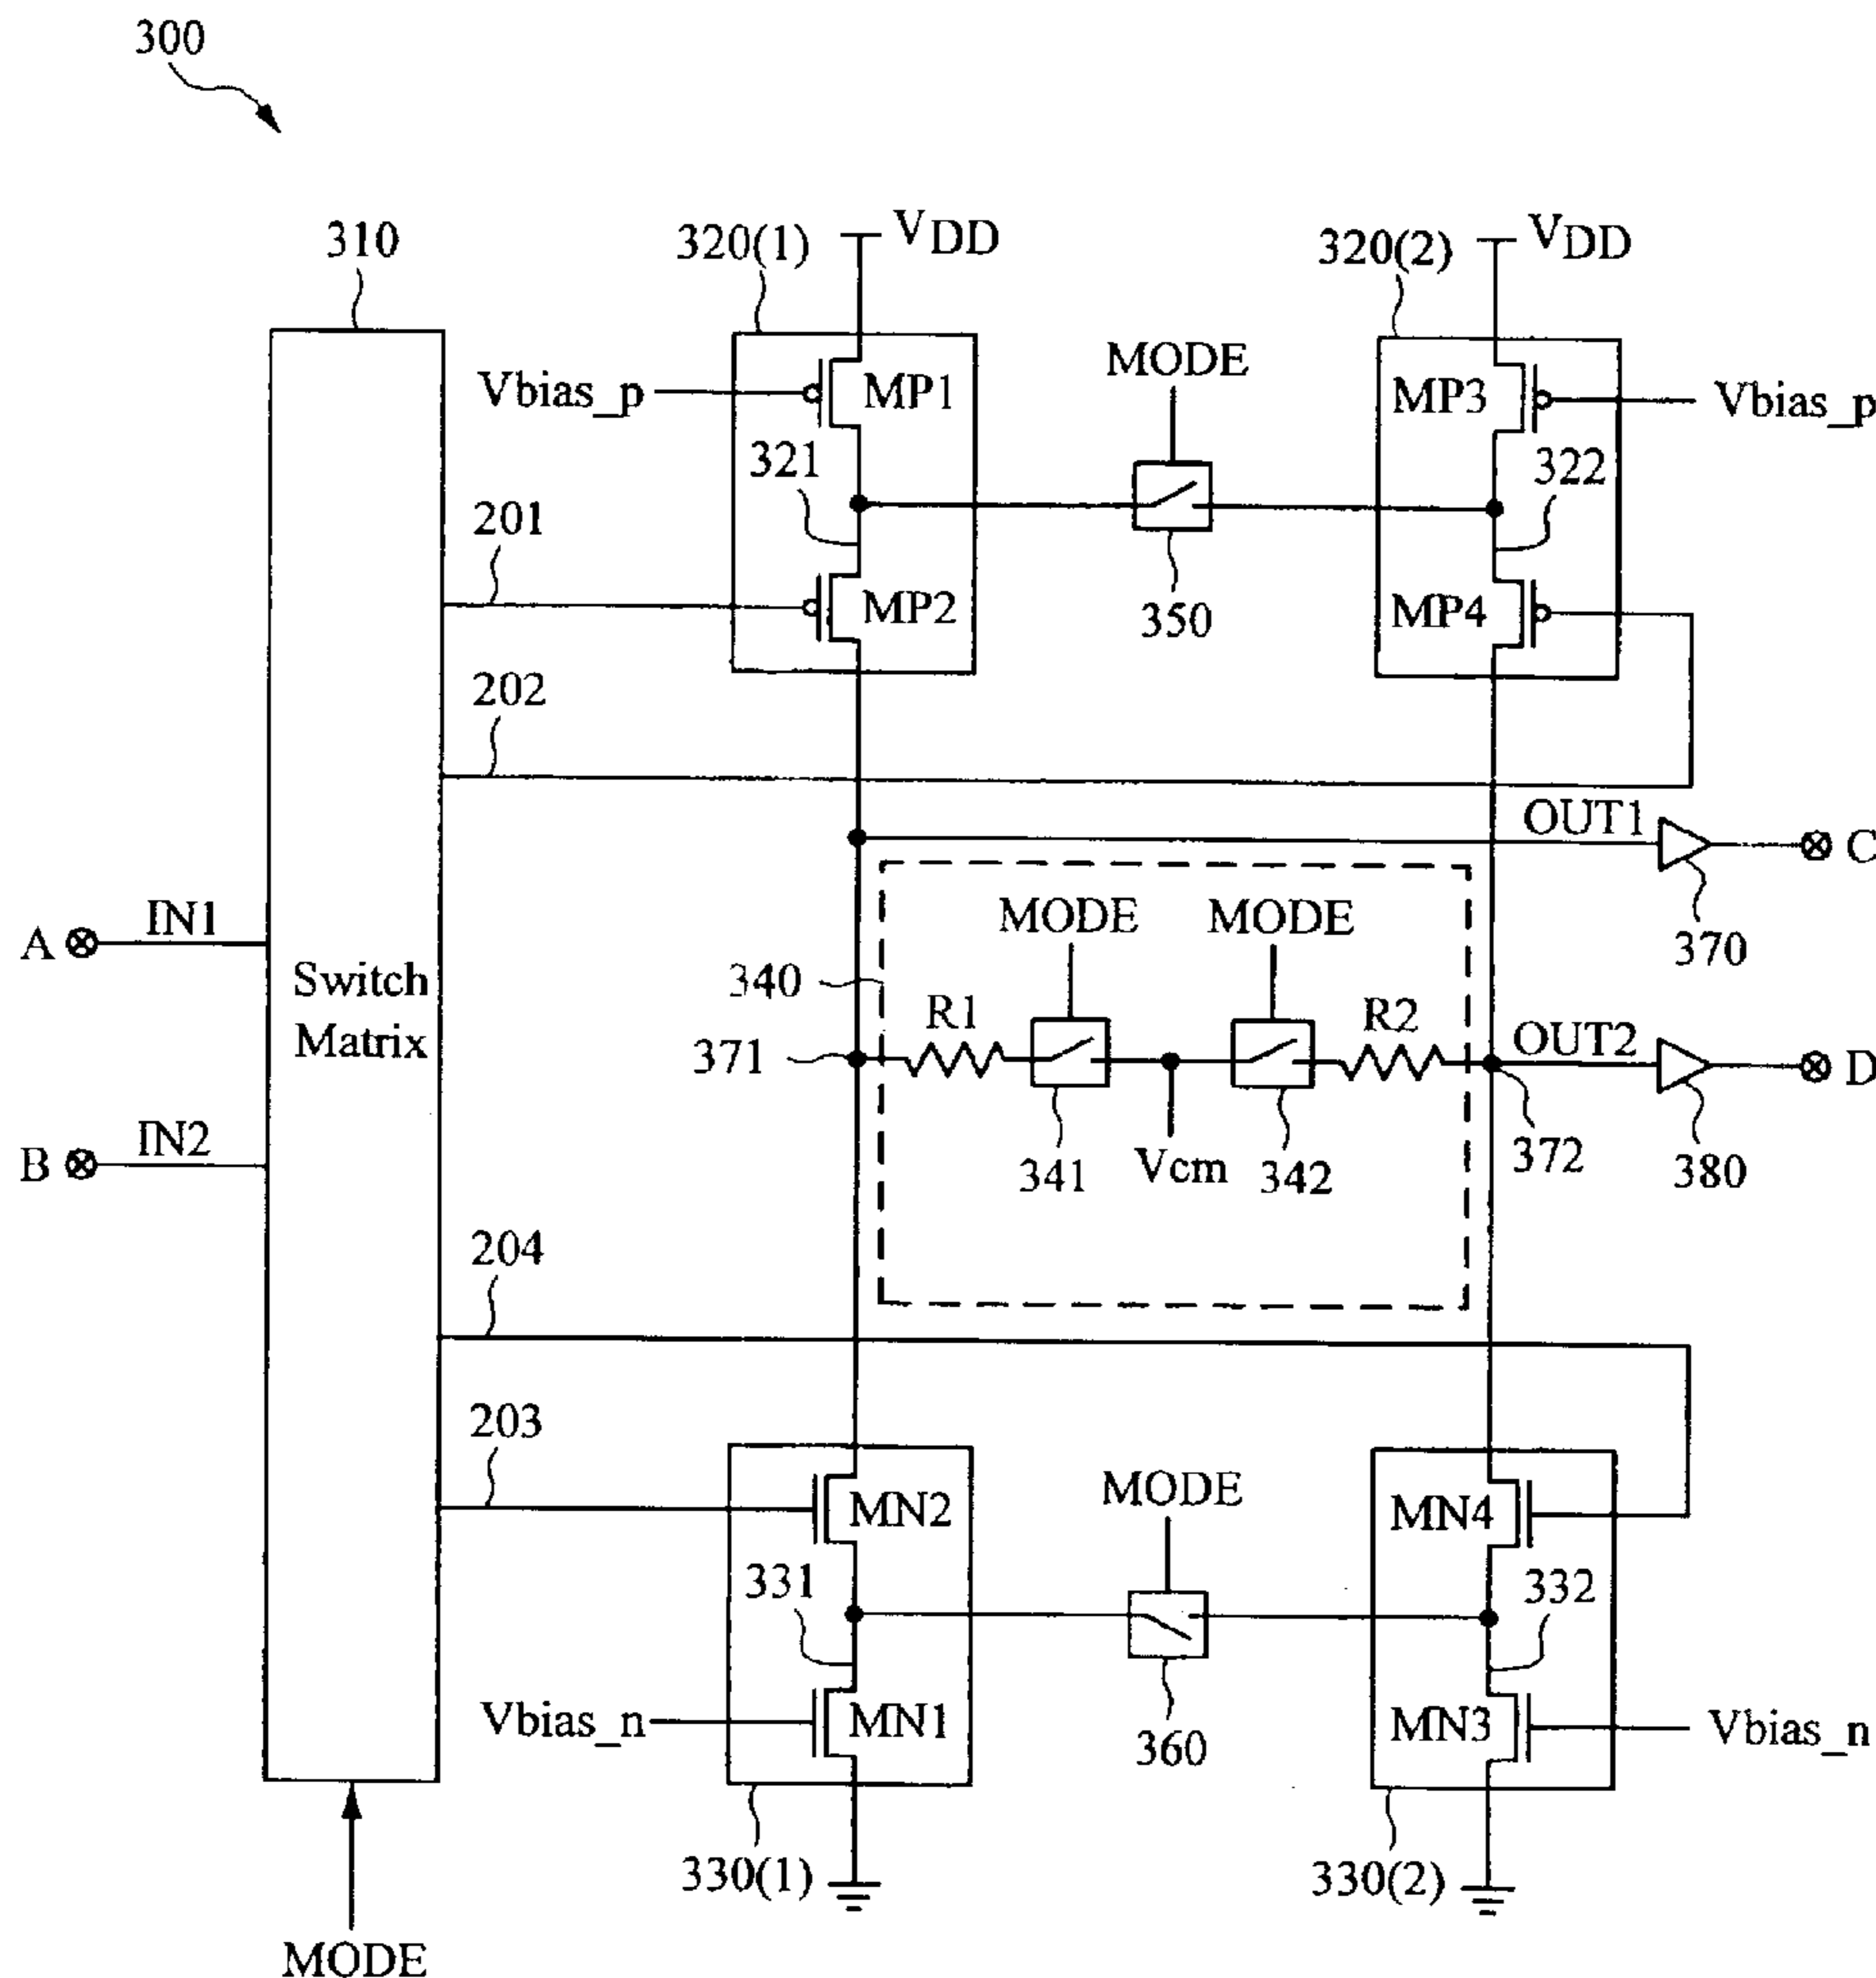 300
310
320(1)
VDD
320(2)
VDD
Vbias_p
MP1
MODE
MP3
Vbias_p
321
322
201
MP2
350
MP4
202
OUT1
C
A
IN1
MODE
MODE
370
Switch
Matrix
340
R1
R2
371
OUT2
D
B
IN2
341
Vcm
342
372
380
204
203
MN2
MODE
MN4
331
332
Vbias_n
MN1
360
MN3
Vbias_n
330(1)
330(2)
MODE